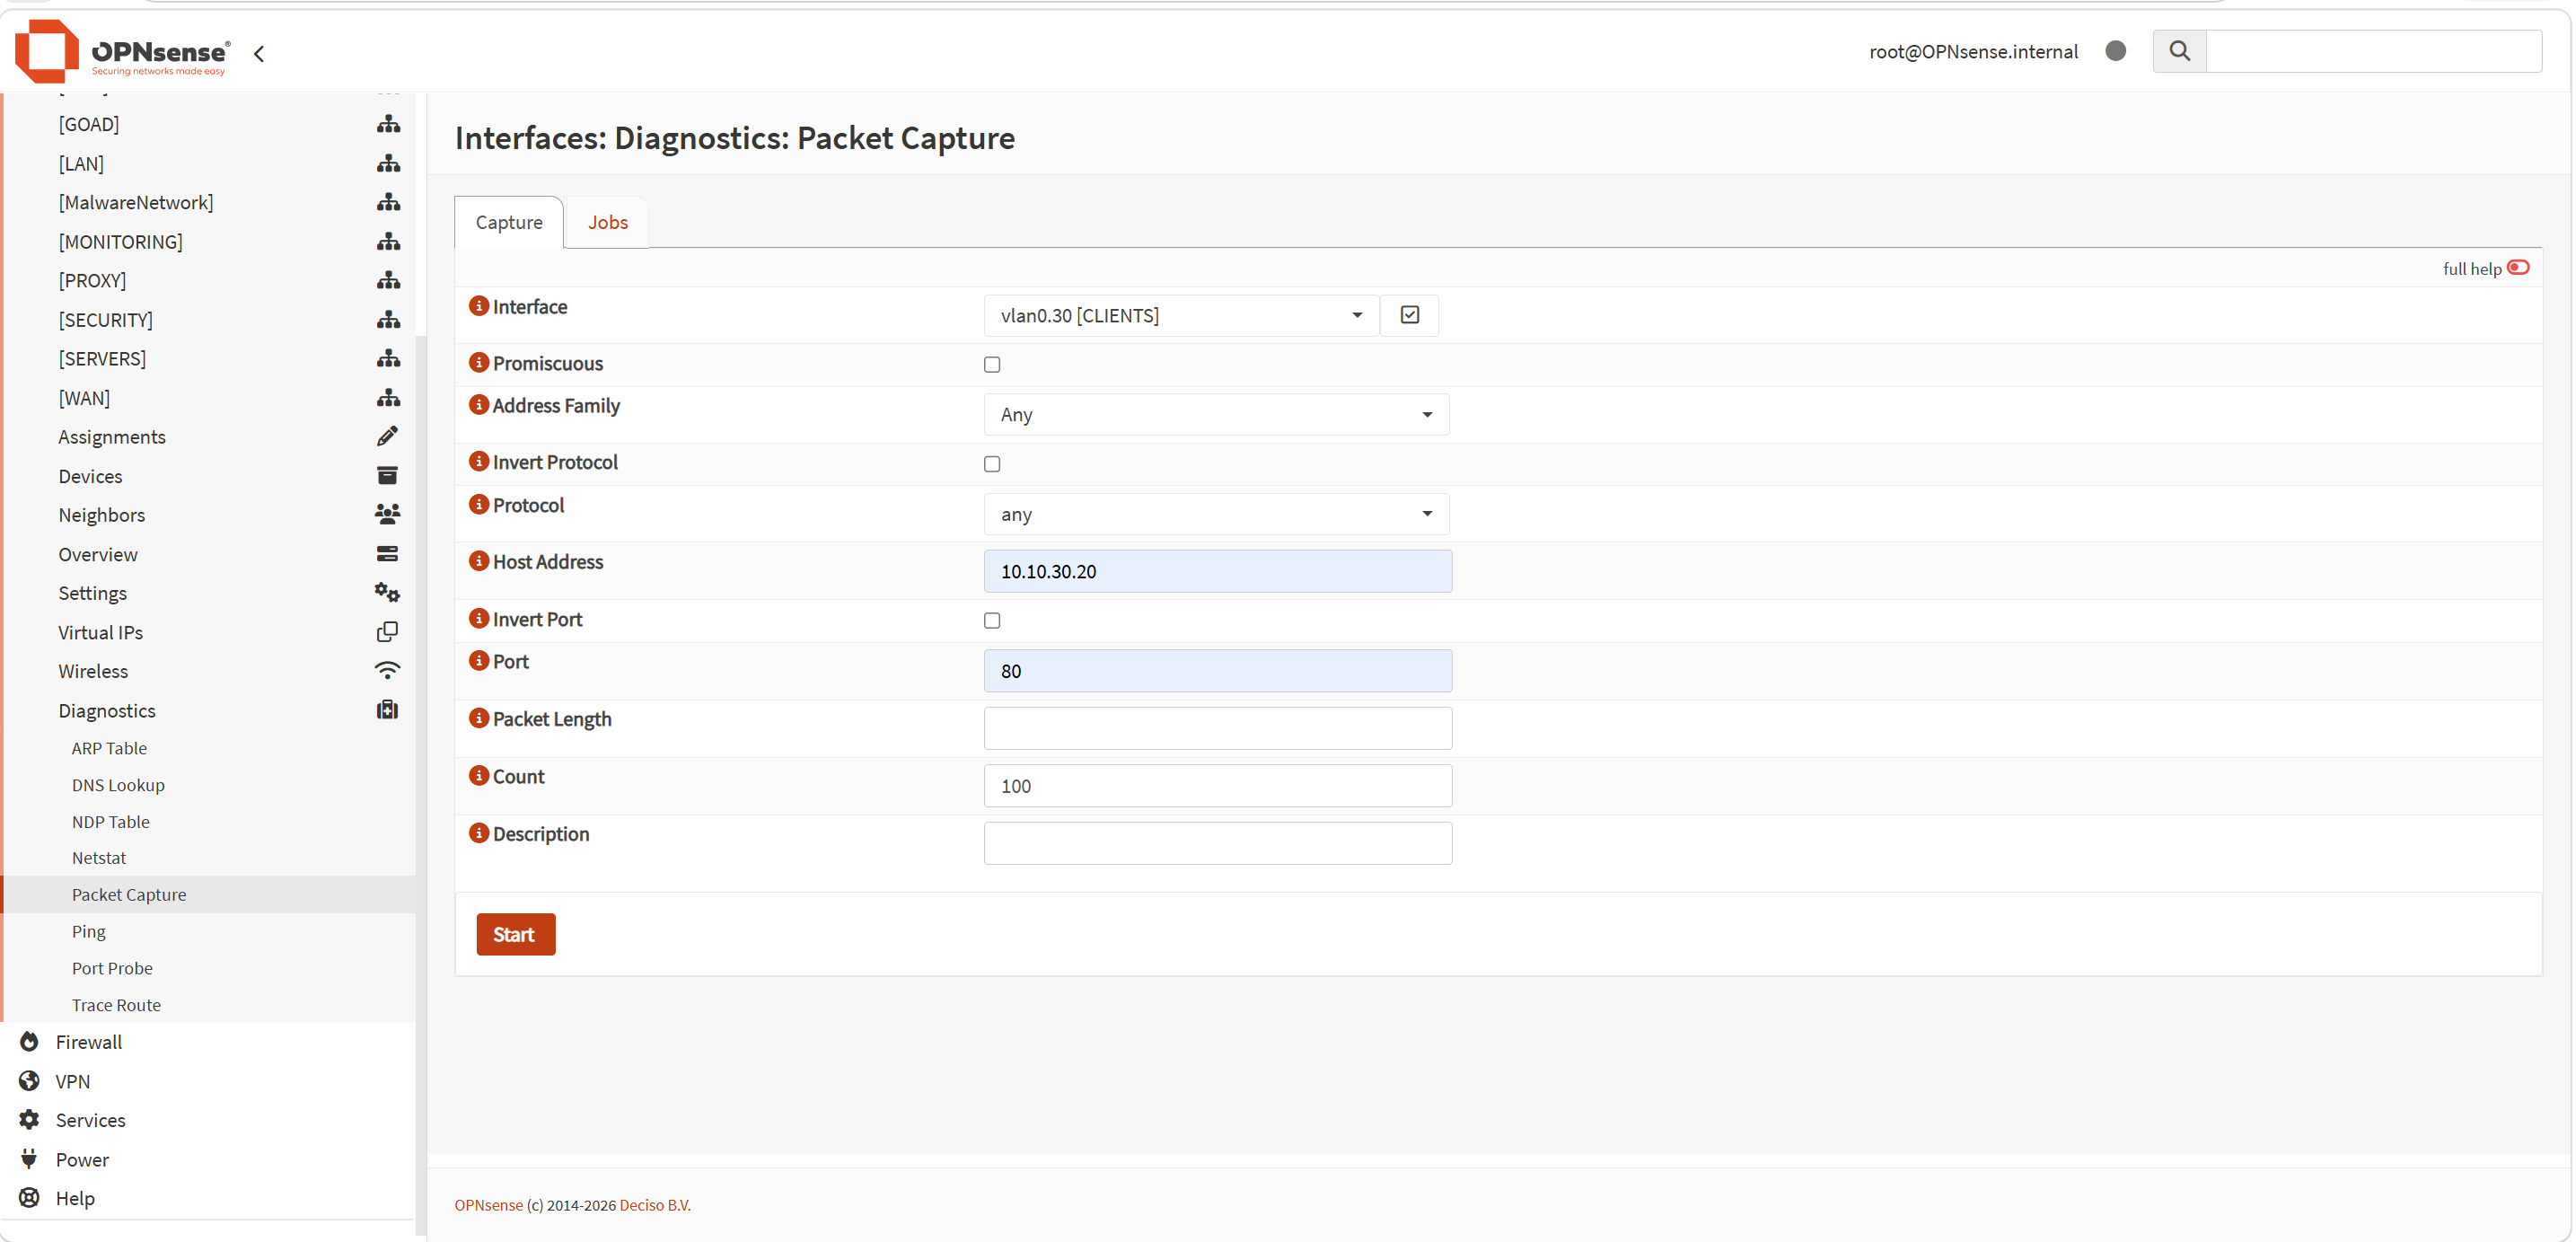 OPNsense®
Securing networks made easy
root@OPNsense.internal
[GOAD]
[LAN]
[MalwareNetwork]
[MONITORING]
[PROXY]
[SECURITY]
[SERVERS]
[WAN]
Assignments
Devices
Neighbors
Overview
Settings
Virtual IPs
Wireless
Diagnostics
ARP Table
DNS Lookup
NDP Table
Netstat
Packet Capture
Ping
Port Probe
Trace Route
Firewall
VPN
Services
Power
Help
Interfaces: Diagnostics: Packet Capture
Capture Jobs
full help
Interface vlan0.30 [CLIENTS]
Promiscuous
Address Family Any
Invert Protocol
Protocol any
Host Address 10.10.30.20
Invert Port
Port 80
Packet Length
Count 100
Description
Start
OPNsense (c) 2014-2026 Deciso B.V.